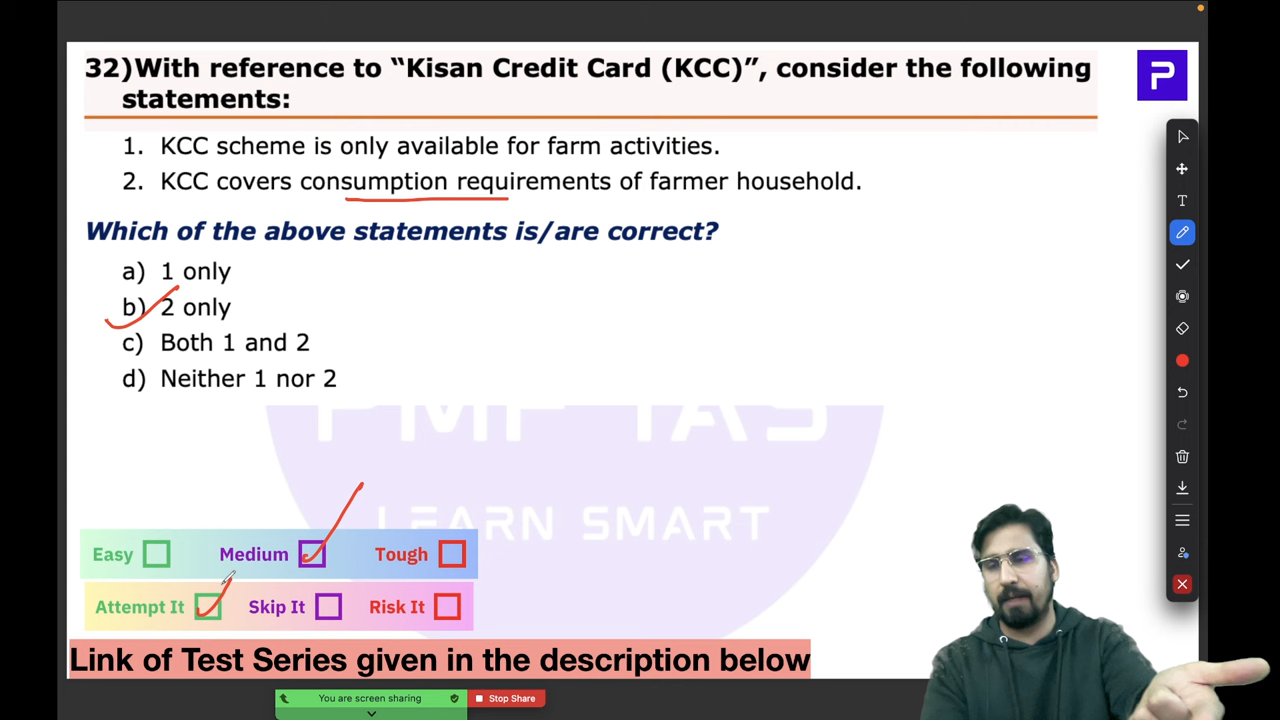 32)With reference to “Kisan Credit Card (KCC)”, consider the following
statements:
1. KCC scheme is only available for farm activities.
2. KCC covers consumption requirements of farmer household.
Which of the above statements is/are correct?
a) 1 only
b) 2 only
c) Both 1 and 2
d) Neither 1 nor 2
PMP IAS
LEARN SMART
Easy Medium Tough
Attempt It Skip It Risk It
Link of Test Series given in the description below
You are screen sharing Stop Share